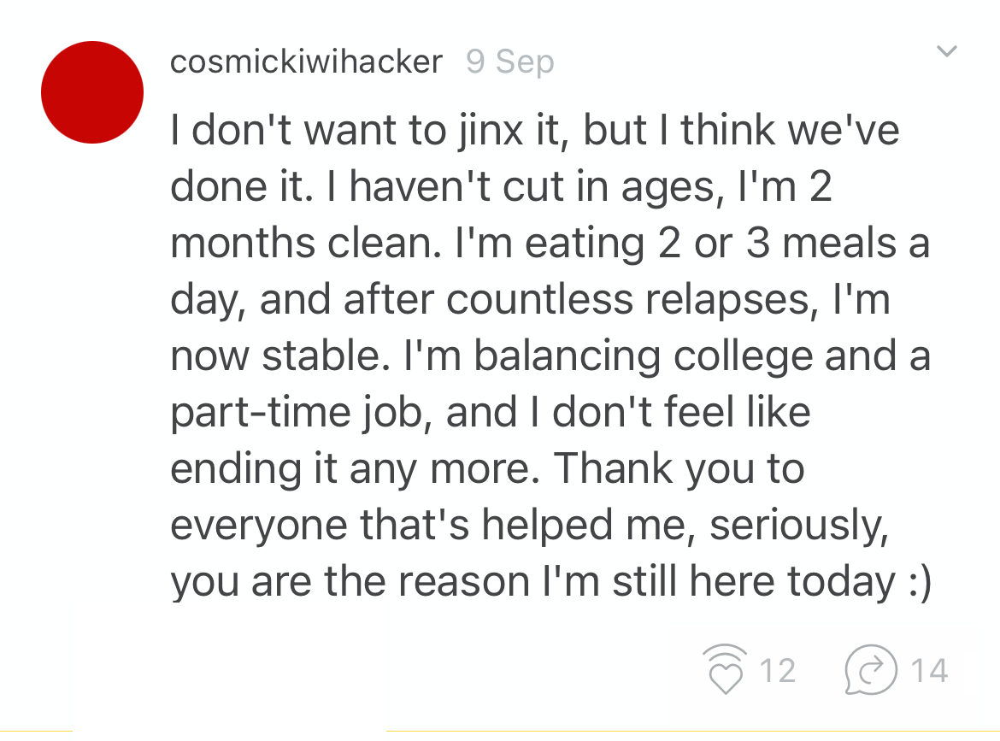 cosmickiwihacker 9 Sep
I don't want to jinx it, but I think we've
done it. I haven't cut in ages, I'm 2
months clean. I'm eating 2 or 3 meals a
day, and after countless relapses, I'm
now stable. I'm balancing college and a
part-time job, and I don't feel like
ending it any more. Thank you to
everyone that's helped me, seriously,
you are the reason I'm still here today :)
12 14